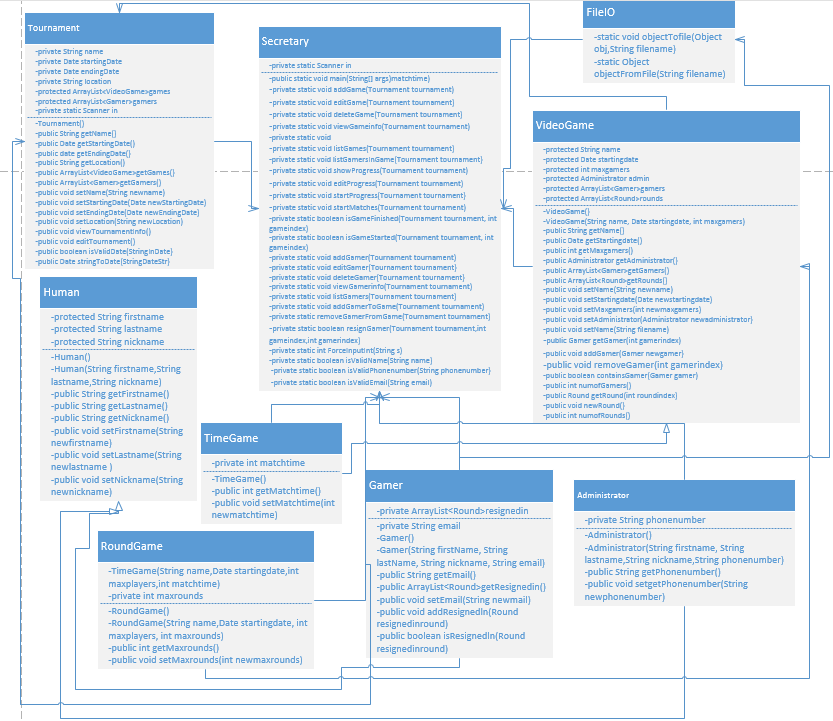 Tournament
-private String name
-private Date startingDate
-private Date endingDate
-private String location
-protected ArrayList<VideoGame>games
-protected ArrayList<Gamer>gamers
-private static Scanner in
-Tournament()
-public String getName()
-public Date getStartingDate()
-public date getEndingDate()
-public String getLocation()
-public ArrayList<VideoGame>getGames()
-public ArrayList<Gamer>getGamers()
-public void setName(String newname)
-public void setStartingDate(Date newStartingDate)
-public void setEndingDate(Date newEndingDate)
-public void setLocation(String newLocation)
-public void viewTournamentInfo()
-public void editTournament()
-public boolean isValidDate(StringinDate)
-public Date stringToDate(StringDateStr)
Secretary
-private static Scanner in
-public static void main(String[] args)matchtime)
-private static void addGame(Tournament tournament)
-private static void editGame(Tournament tournament)
-private static void deleteGame(Tournament tournament)
-private static void viewGameinfo(Tournament tournament)
-private static void
-private static void listGames(Tournament tournament)
-private static void listGamersinGame(Tournament tournament)
-private static void showProgress(Tournament tournament)
-private static void editProgress(Tournament tournament)
-private static void startProgress(Tournament tournament)
-private static void startMatches(Tournament tournament)
-private static boolean isGameFinished(Tournament tournament, int
gameindex)
-private static boolean isGameStarted(Tournament tournament, int
gameindex)
-private static void addGamer(Tournament tournament)
-private static void editGamer(Tournament tournament)
-private static void deleteGamer(Tournament tournament)
-private static void viewGamerinfo(Tournament tournament)
-private static void listGamers(Tournament tournament)
-private static void addGamerToGame(Tournament tournament)
-private static removeGamerFromGame(Tournament tournament)
-private static boolean resignGamer(Tournament tournament,int
gameindex,int gamerindex)
-private static int ForceInputInt(String s)
-private static boolean isValidName(String name)
-private static boolean isValidPhonenumber(String phonenumber)
-private static boolean isValidEmail(String email)
FileIO
-static void objectTofile(Object
obj,String filename)
-static Object
objectFromFile(String filename)
VideoGame
-protected String name
-protected Date startingdate
-protected int maxgamers
-protected Administrator admin
-protected ArrayList<Gamer>gamers
-protected ArrayList<Round>rounds
-VideoGame()
-VideoGame(String name, Date startingdate, int maxgamers)
-public String getName()
-public Date getStartingdate()
-public int getMaxgamers()
-public Administrator getAdministrator()
-public ArrayList<Gamer>getGamers()
-public ArrayList<Round>getRounds()
-public void setName(String newname)
-public void setStartingdate(Date newstartingdate)
-public void setMaxgamers(int newmaxgamers)
-public void setAdministrator(Administrator newadministrator)
-public void setName(String filename)
-public Gamer getGamer(int gamerindex)
-public void addGamer(Gamer newgamer)
-public void removeGamer(int gamerindex)
-public boolean containsGamer(Gamer gamer)
-public int numofGamers()
-public Round getRound(int roundindex)
-public void newRound()
-public int numofRounds()
Human
-protected String firstname
-protected String lastname
-protected String nickname
-Human()
-Human(String firstname,String
lastname,String nickname)
-public String getFirstname()
-public String getLastname()
-public String getNickname()
-public void setFirstname(String
newfirstname)
-public void setLastname(String
newlastname )
-public void setNickname(String
newnickname)
TimeGame
-private int matchtime
-TimeGame()
-public int getMatchtime()
-public void setMatchtime(int
newmatchtime)
Gamer
-private ArrayList<Round>resignedin
-private String email
-Gamer()
-Gamer(String firstName, String
lastName, String nickname, String email)
-public String getEmail()
-public ArrayList<Round>getResignedin()
-public void setEmail(String newmail)
-public void addResignedIn(Round
resignedinround)
-public boolean isResignedIn(Round
resignedinround)
Administrator
-private String phonenumber
-Administrator()
-Administrator(String firstname, String
lastname,String nickname,String phonenumber)
-public String getPhonenumber()
-public void setgetPhonenumber(String
newphonenumber)
RoundGame
-TimeGame(String name,Date startingdate,int
maxplayers,int matchtime)
-private int maxrounds
-RoundGame()
-RoundGame(String name,Date startingdate, int
maxplayers, int maxrounds)
-public int getMaxrounds()
-public void setMaxrounds(int newmaxrounds)